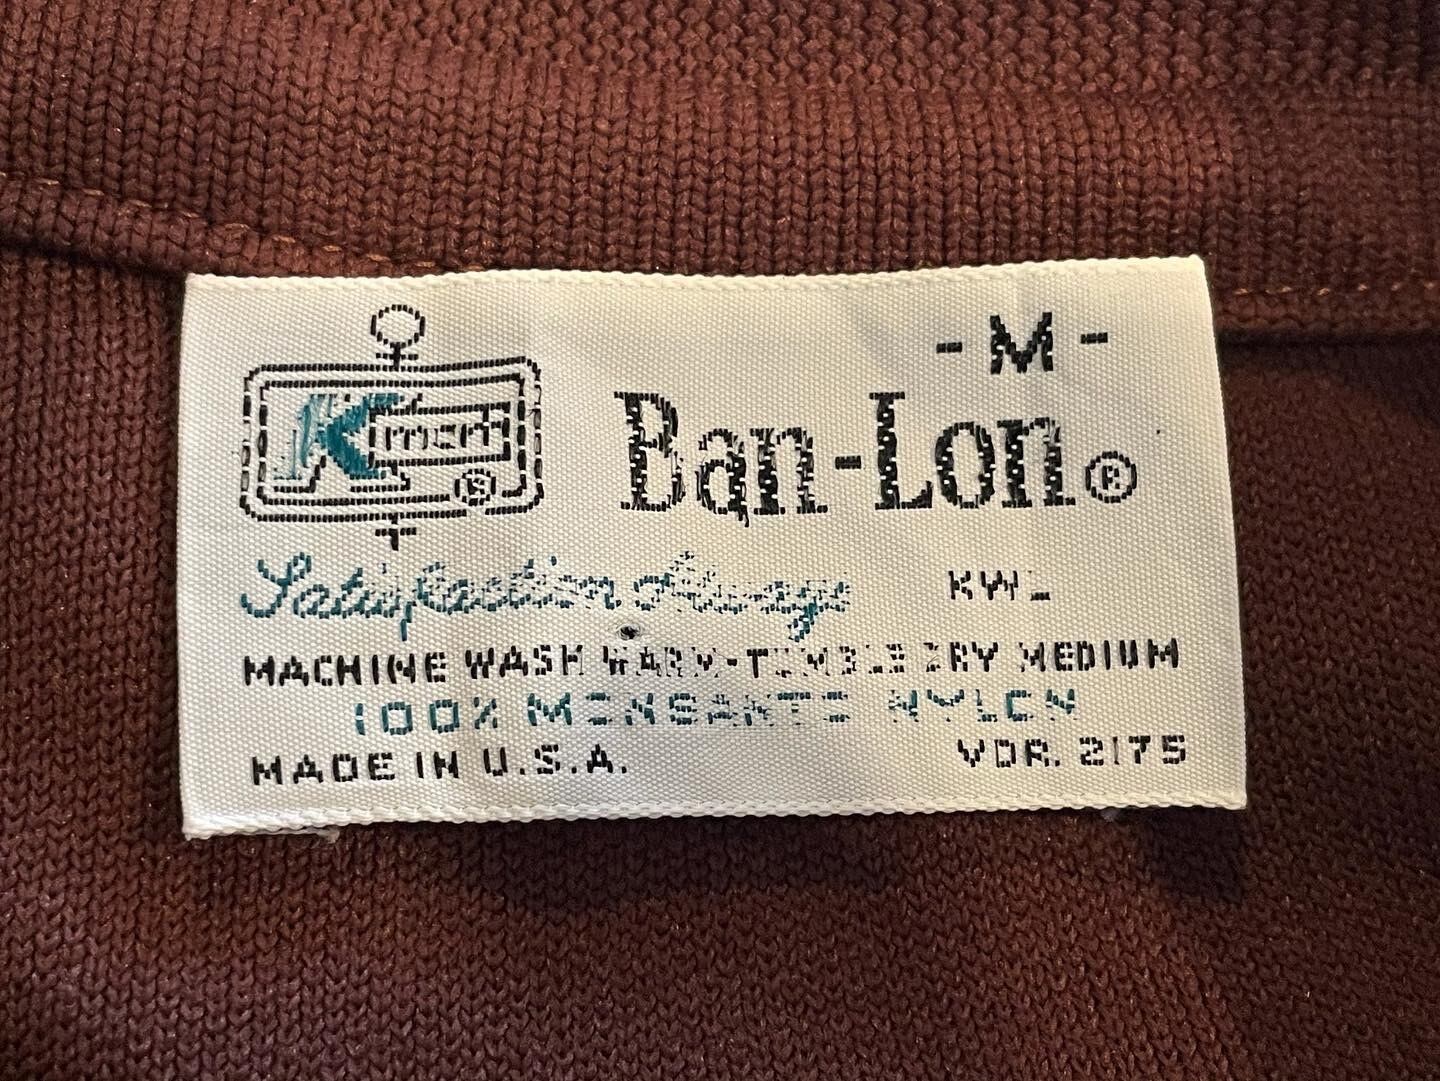 - M -
Kmart ®
Ban-Lon®
Satisfaction Always KWL
MACHINE WASH WARM-TUMBLE DRY MEDIUM
100% MONSANTO NYLON
MADE IN U.S.A. VDR. 2175